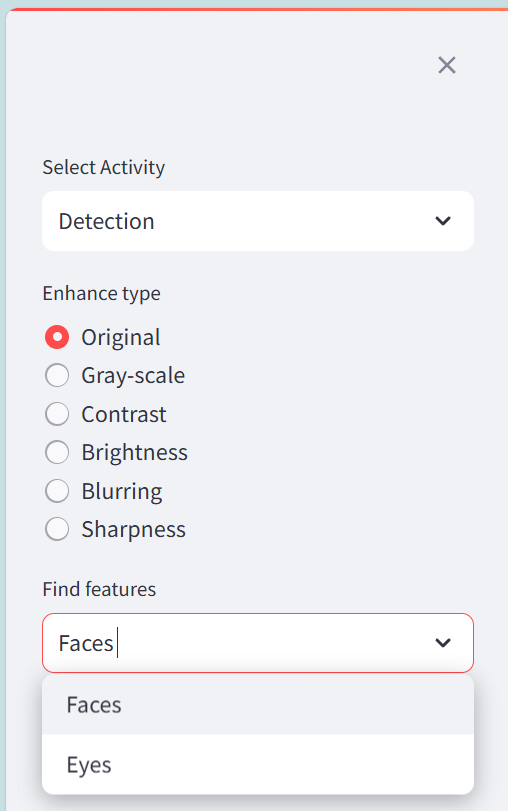 Select Activity
Detection
Enhance type
Original
Gray-scale
Contrast
Brightness
Blurring
Sharpness
Find features
Faces
Faces
Eyes